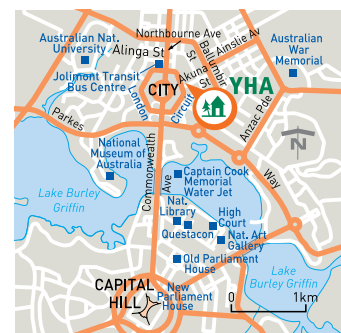 Northbourne Ave
Australian Nat.
University
Alinga St
Ballumbir St
Akuna
Ainslie Av
Australian
War
Memorial
Jolimont Transit
Bus Centre
CITY
YHA
London
Circuit
Anzac Pde
Parkes
Way
National
Museum of
Australia
Commonwealth
Ave
Captain Cook
Memorial
Water Jet
Lake Burley
Griffin
Nat.
Library
High
Court
Questacon
Nat. Art
Gallery
Old Parliament
House
Lake
Burley Griffin
CAPITAL
HILL
New
Parliament
House
0 1km
N